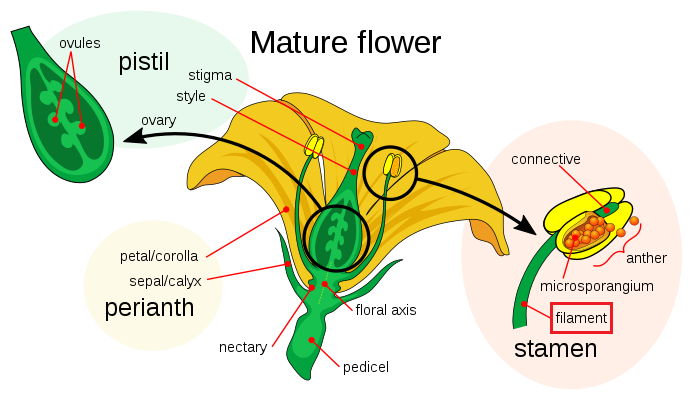 Mature flower
ovules
pistil
stigma
style
ovary
connective
petal/corolla
sepal/calyx
perianth
anther
microsporangium
filament
stamen
floral axis
nectary
pedicel